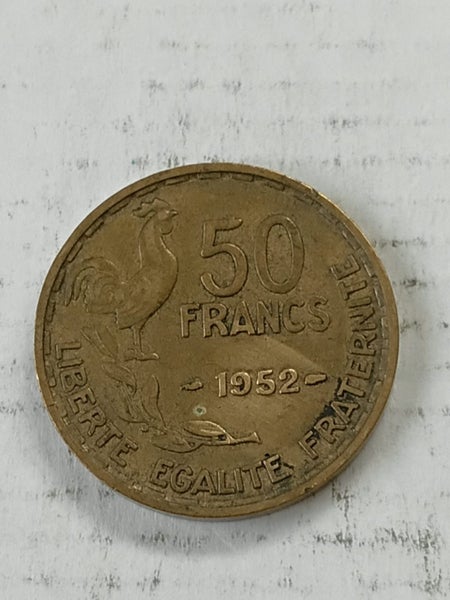 50
FRANCS
1952
LIBERTE EGALITE FRATERNITE